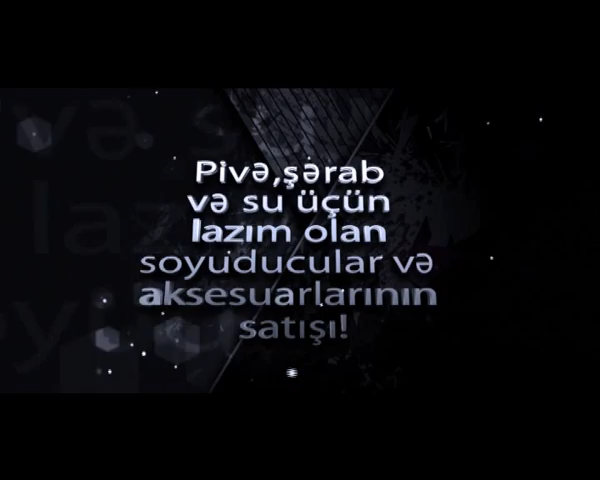 Pivə,şərab
və su üçün
lazım olan
soyuducular və
aksesuarlarının
satışı!